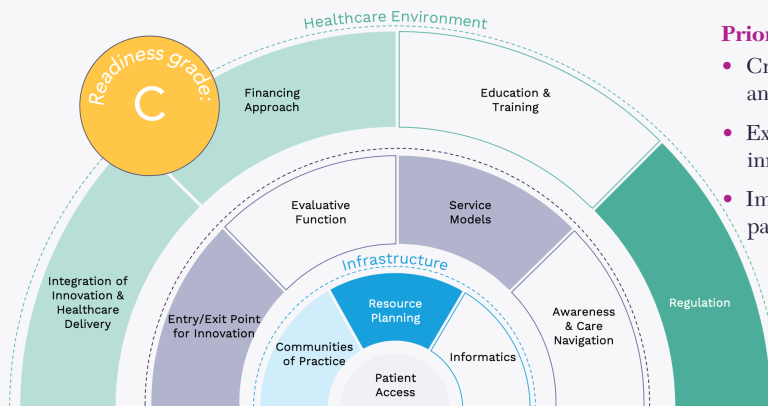 Healthcare Environment
Readiness grade:
C
Financing
Approach
Education &
Training
Evaluative
Function
Service
Models
Integration of
Innovation &
Healthcare
Delivery
Entry/Exit Point
for Innovation
Infrastructure
Resource
Planning
Communities
of Practice
Informatics
Awareness
& Care
Navigation
Regulation
Patient
Access